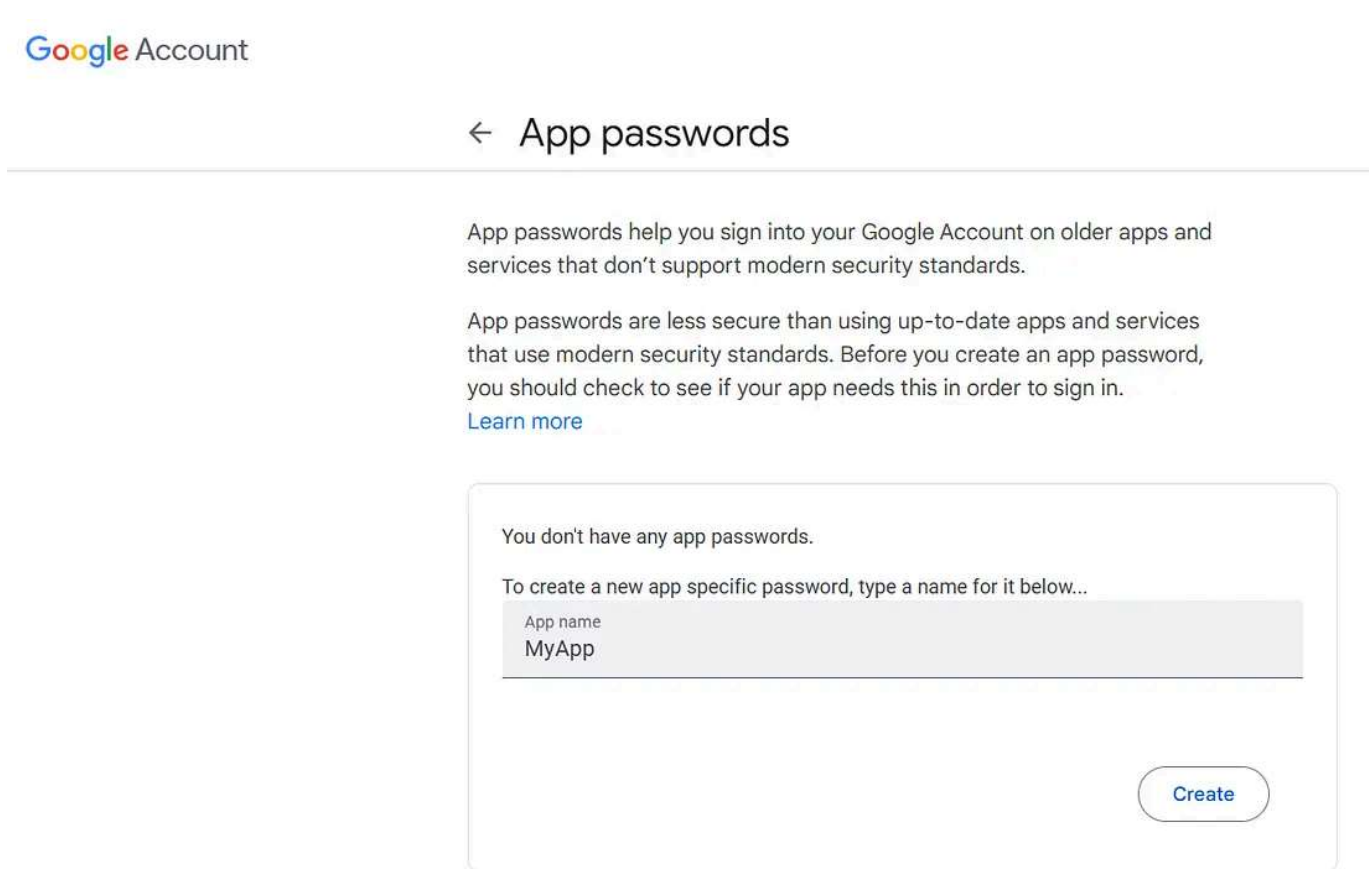 Google Account
App passwords
App passwords help you sign into your Google Account on older apps and
services that don’t support modern security standards.
App passwords are less secure than using up-to-date apps and services
that use modern security standards. Before you create an app password,
you should check to see if your app needs this in order to sign in.
Learn more
You don't have any app passwords.
To create a new app specific password, type a name for it below...
App name
MyApp
Create